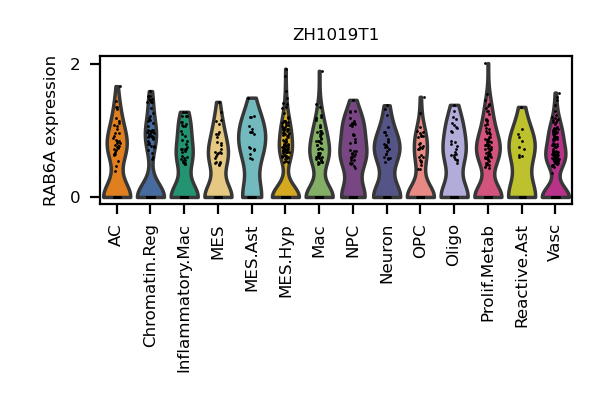 ZH1019T1
RAB6A expression
2
0
AC
Chromatin.Reg
Inflammatory.Mac
MES
MES.Ast
MES.Hyp
Mac
NPC
Neuron
OPC
Oligo
Prolif.Metab
Reactive.Ast
Vasc